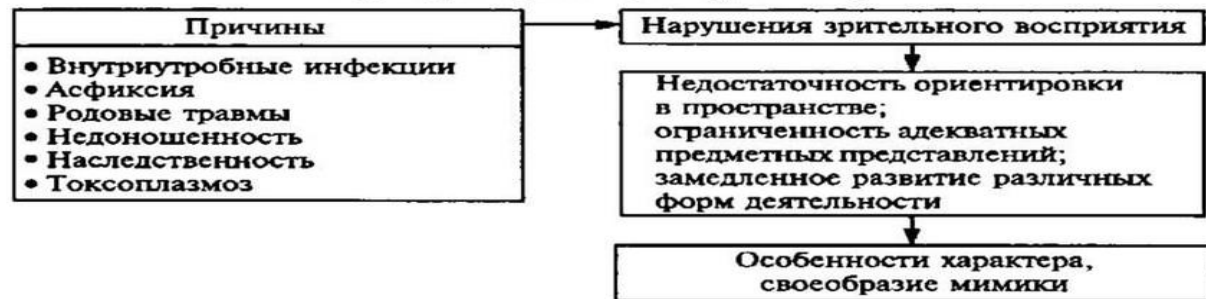 Причины
• Внутриутробные инфекции
• Асфиксия
• Родовые травмы
• Недоношенность
• Наследственность
• Токсоплазмоз
Нарушения зрительного восприятия
Недостаточность ориентировки
в пространстве;
ограниченность адекватных
предметных представлений;
замедленное развитие различных
форм деятельности
Особенности характера,
своеобразие мимики